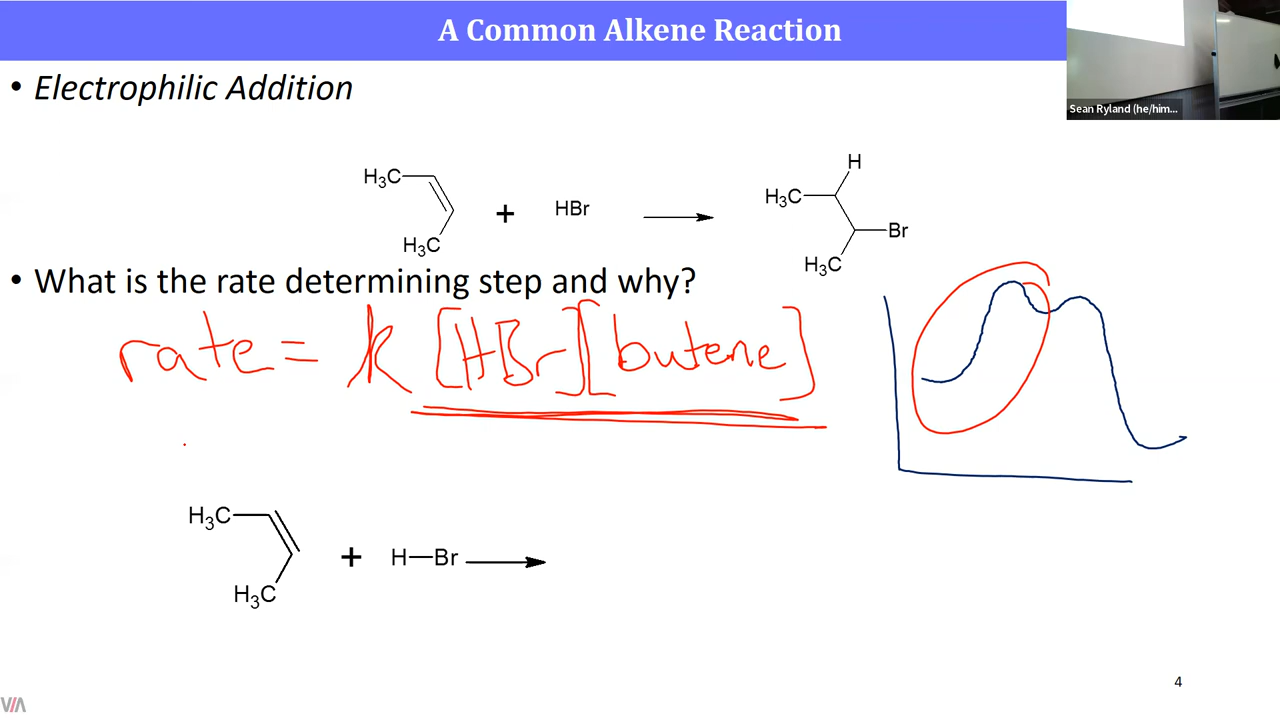 A Common Alkene Reaction
Sean Ryland (he/him...
• Electrophilic Addition
H₃C
H₃C
+
HBr
H
H₃C
Br
H₃C
• What is the rate determining step and why?
rate = k [HBr][butene]
H₃C
H₃C
+
H—Br
4
VIA